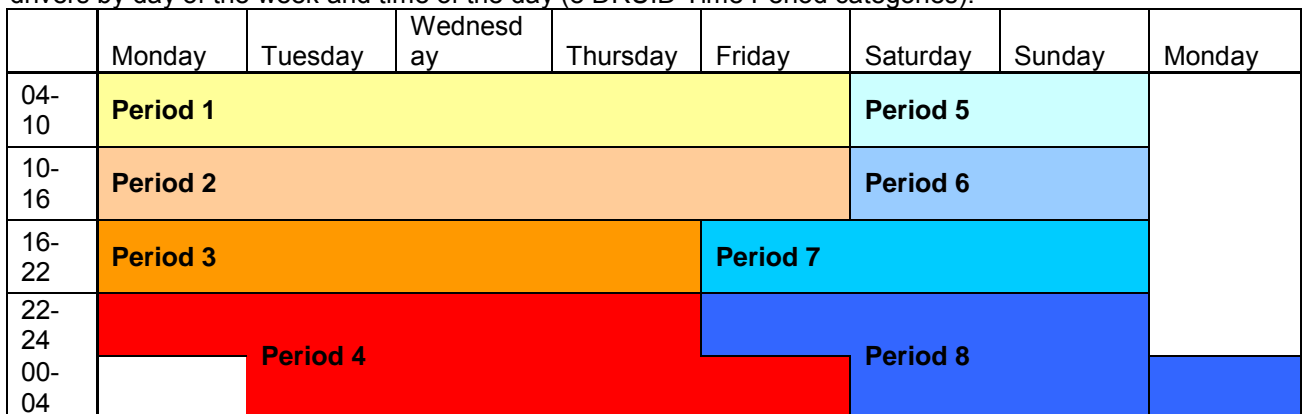 drivers by day of the week and time of the day (8 DRUID Time Period categories).
Monday Tuesday Wednesd
ay Thursday Friday Saturday Sunday Monday
04-
10 Period 1 Period 5
10-
16 Period 2 Period 6
16-
22 Period 3 Period 7
22-
24
Period 4 Period 8
00-
04